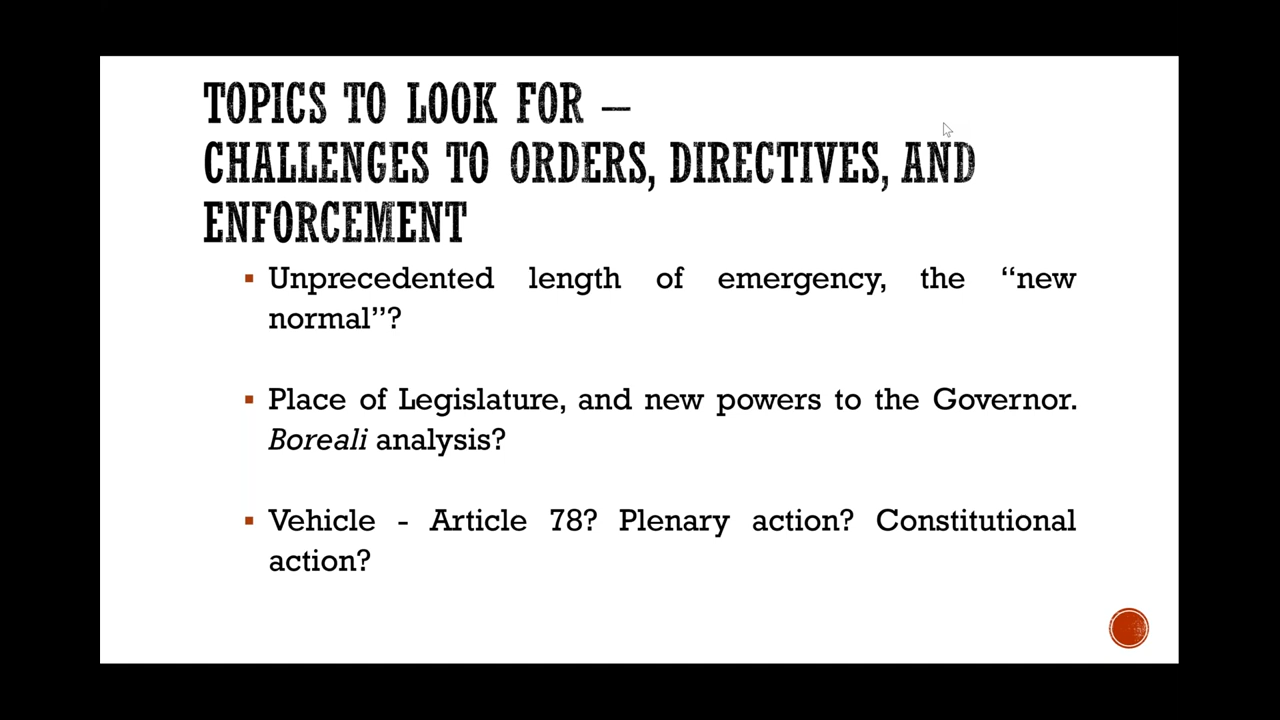 TOPICS TO LOOK FOR –
CHALLENGES TO ORDERS, DIRECTIVES, AND
ENFORCEMENT
▪ Unprecedented length of emergency, the “new
normal”?
▪ Place of Legislature, and new powers to the Governor.
Boreali analysis?
▪ Vehicle - Article 78? Plenary action? Constitutional
action?